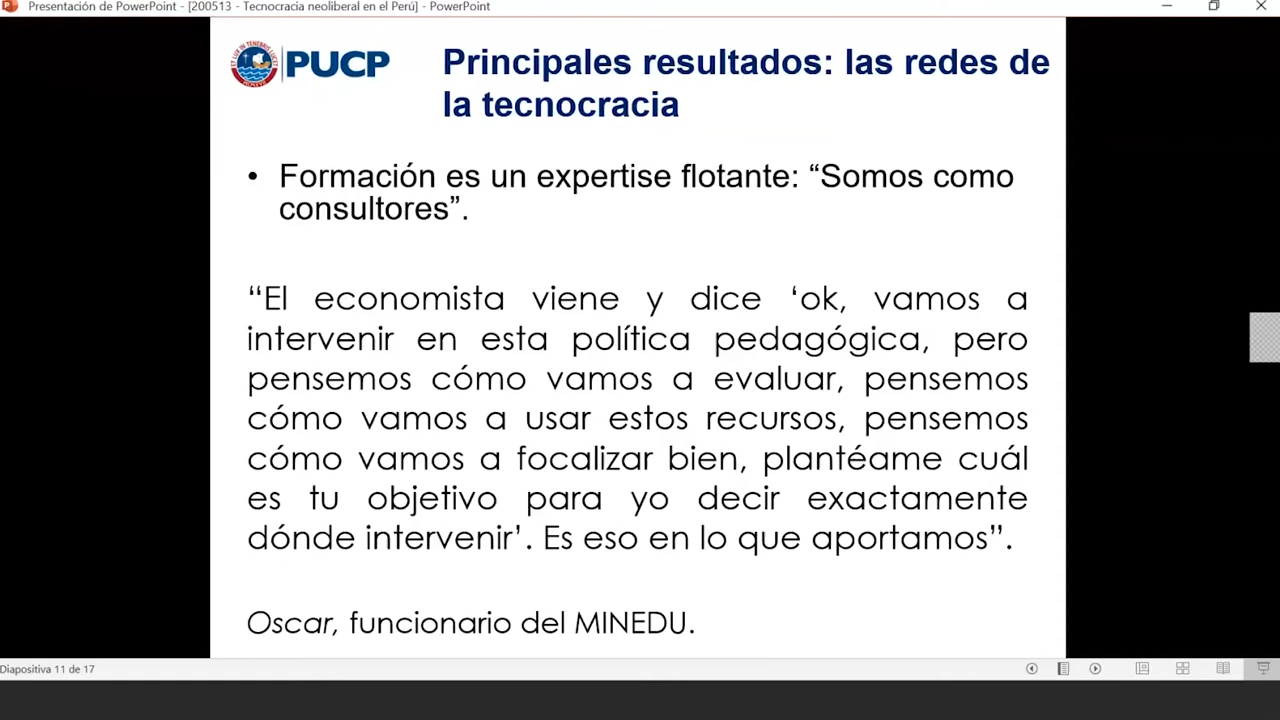 Presentación de PowerPoint - [200513 - Tecnocracia neoliberal en el Perú] - PowerPoint
PUCP
Principales resultados: las redes de
la tecnocracia
• Formación es un expertise flotante: “Somos como
consultores”.
“El economista viene y dice ‘ok, vamos a
intervenir en esta política pedagógica, pero
pensemos cómo vamos a evaluar, pensemos
cómo vamos a usar estos recursos, pensemos
cómo vamos a focalizar bien, plantéame cuál
es tu objetivo para yo decir exactamente
dónde intervenir’. Es eso en lo que aportamos”.
Oscar, funcionario del MINEDU.
Diapositiva 11 de 17